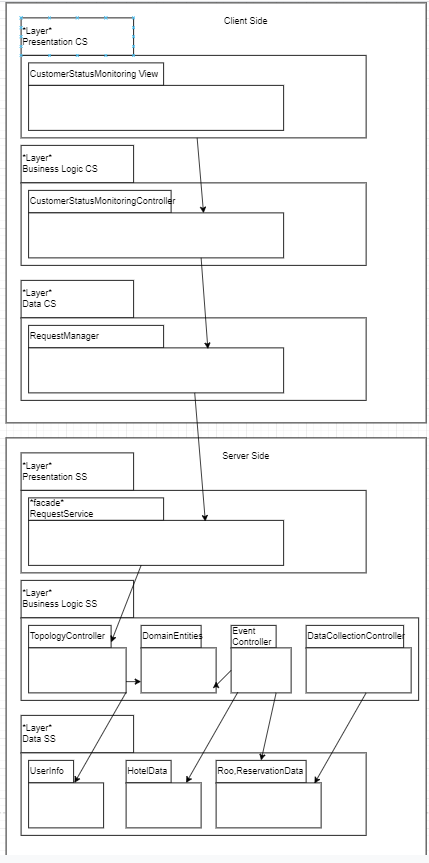 Client Side
*Layer*
Presentation CS
CustomerStatusMonitoring View
*Layer*
Business Logic CS
CustomerStatusMonitoringController
*Layer*
Data CS
RequestManager
Server Side
*Layer*
Presentation SS
*facade*
RequestService
*Layer*
Business Logic SS
TopologyController
DomainEntities
Event
Controller
DataCollectionController
*Layer*
Data SS
UserInfo
HotelData
Roo,ReservationData